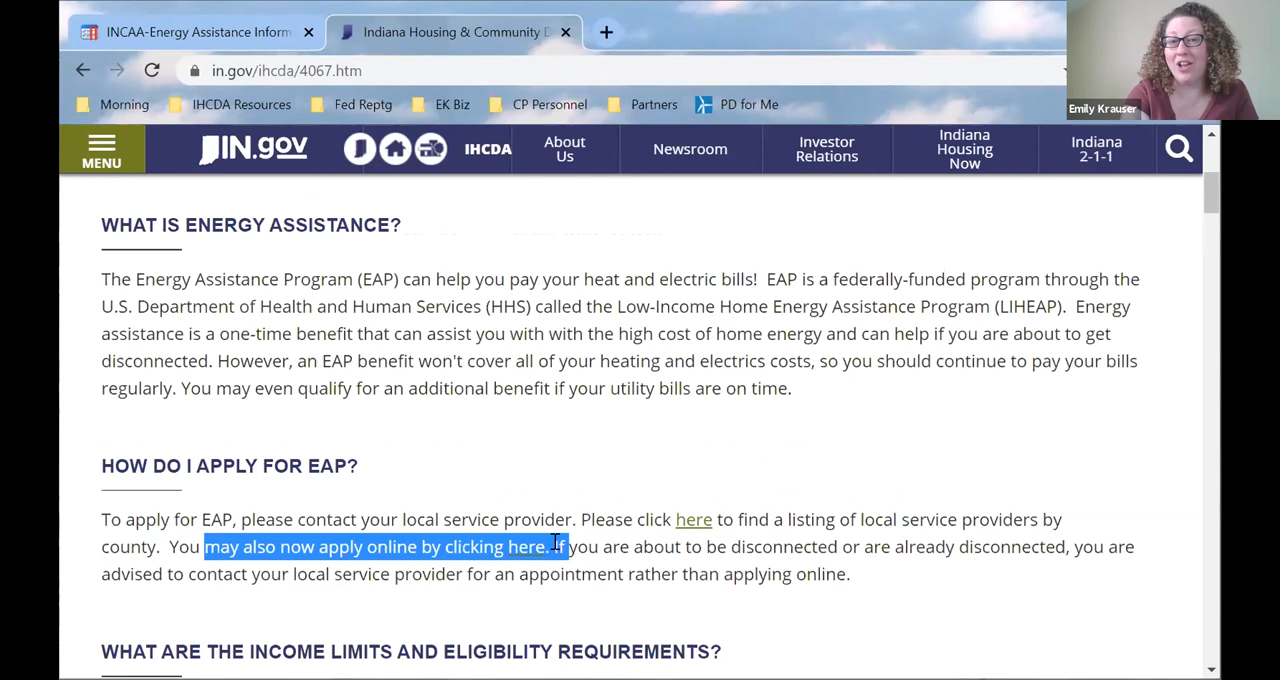 INCAA-Energy Assistance Inform
Indiana Housing & Community D
in.gov/ihcda/4067.htm
Morning
IHCDA Resources
Fed Reptg
EK Biz
CP Personnel
Partners
PD for Me
Emily Krauser
MENU
IN.gov
IHCDA
About
Us
Newsroom
Investor
Relations
Indiana
Housing
Now
Indiana
2-1-1
WHAT IS ENERGY ASSISTANCE?
The Energy Assistance Program (EAP) can help you pay your heat and electric bills!  EAP is a federally-funded program through the
U.S. Department of Health and Human Services (HHS) called the Low-Income Home Energy Assistance Program (LIHEAP).  Energy
assistance is a one-time benefit that can assist you with with the high cost of home energy and can help if you are about to get
disconnected. However, an EAP benefit won't cover all of your heating and electrics costs, so you should continue to pay your bills
regularly. You may even qualify for an additional benefit if your utility bills are on time.
HOW DO I APPLY FOR EAP?
To apply for EAP, please contact your local service provider. Please click here to find a listing of local service providers by
county.  You may also now apply online by clicking here. If you are about to be disconnected or are already disconnected, you are
advised to contact your local service provider for an appointment rather than applying online.
WHAT ARE THE INCOME LIMITS AND ELIGIBILITY REQUIREMENTS?